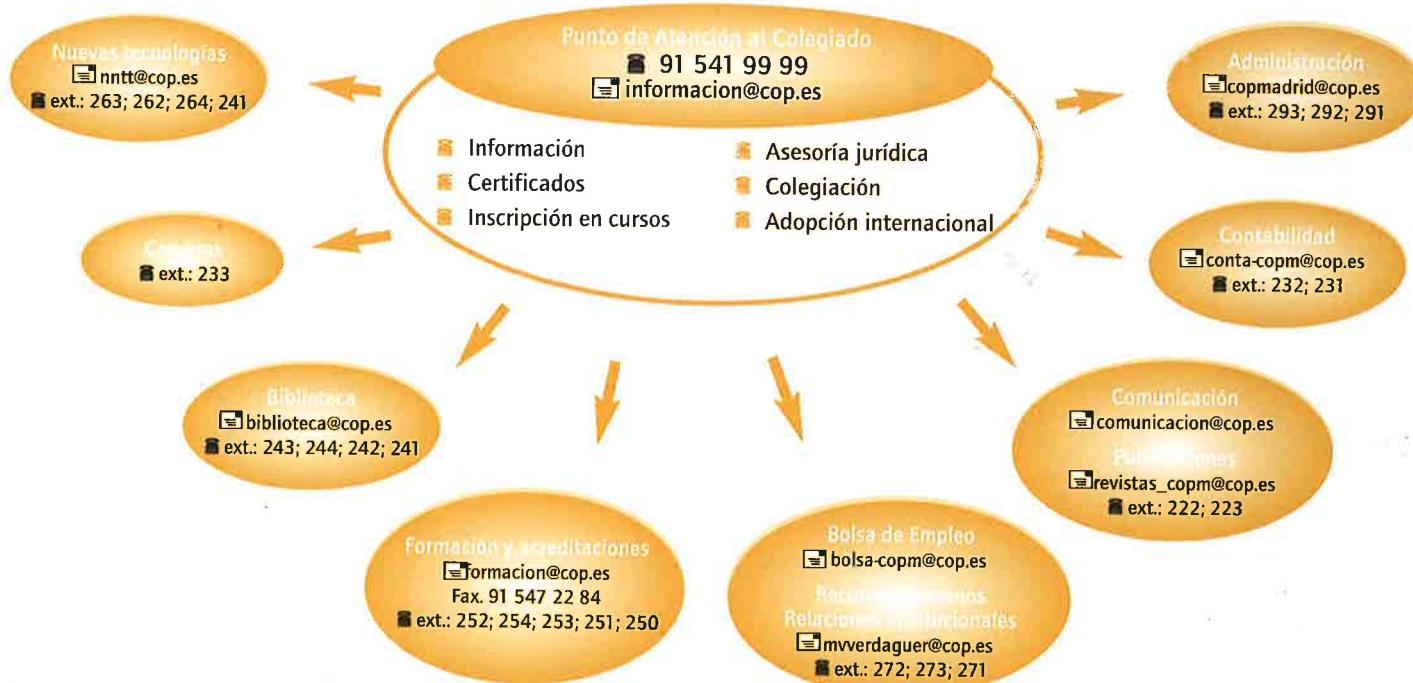 Punto de Atención al Colegiado
91 541 99 99
informacion@cop.es
Información
Certificados
Inscripción en cursos
Asesoría jurídica
Colegiación
Adopción internacional
Nuevas tecnologías
nntt@cop.es
ext.: 263; 262; 264; 241
ext.: 233
Biblioteca
biblioteca@cop.es
ext.: 243; 244; 242; 241
Formación y acreditaciones
formacion@cop.es
Fax. 91 547 22 84
ext.: 252; 254; 253; 251; 250
Bolsa de Empleo
bolsa-copm@cop.es
Recursos Humanos
Relaciones Institucionales
mvverdaguer@cop.es
ext.: 272; 273; 271
Comunicación
comunicacion@cop.es
Publicaciones
revistas_copm@cop.es
ext.: 222; 223
Contabilidad
conta-copm@cop.es
ext.: 232; 231
Administración
copmadrid@cop.es
ext.: 293; 292; 291